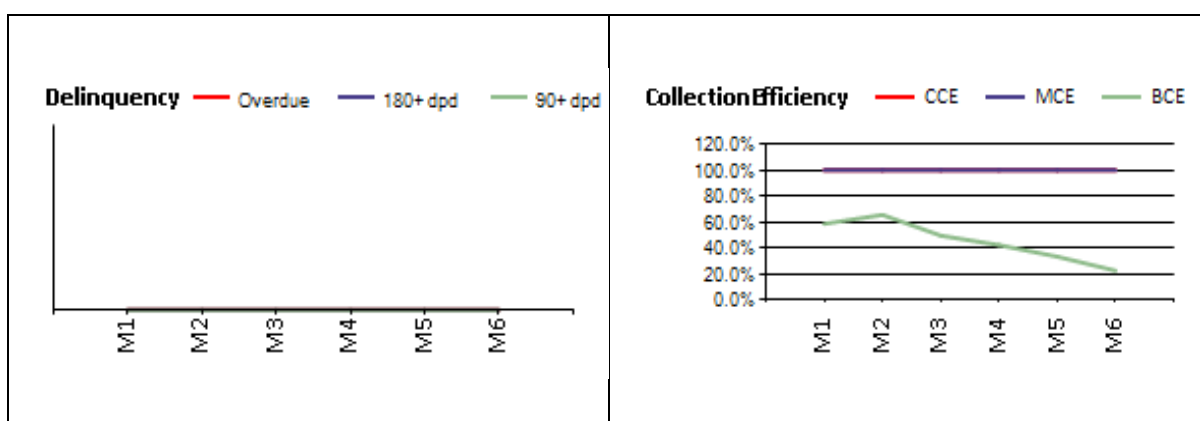 Delinquency Overdue 180+ dpd 90+ dpd
M1 M2 M3 M4 M5 M6
Collection Efficiency CCE MCE BCE
120.0%
100.0%
80.0%
60.0%
40.0%
20.0%
0.0%
M1 M2 M3 M4 M5 M6